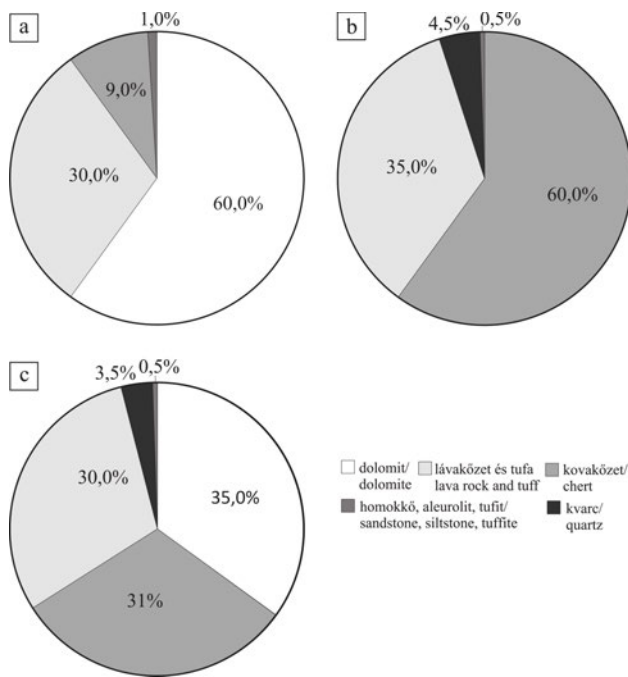 a
1,0%
9,0%
30,0%
60,0%
b
4,5%
0,5%
35,0%
60,0%
c
3,5%
0,5%
30,0%
35,0%
31%
dolomit/
dolomite
lávakőzet és tufa
lava rock and tuff
kovakőzet/
chert
homokkő, aleurolit, tufit/
sandstone, siltstone, tuffite
kvarc/
quartz